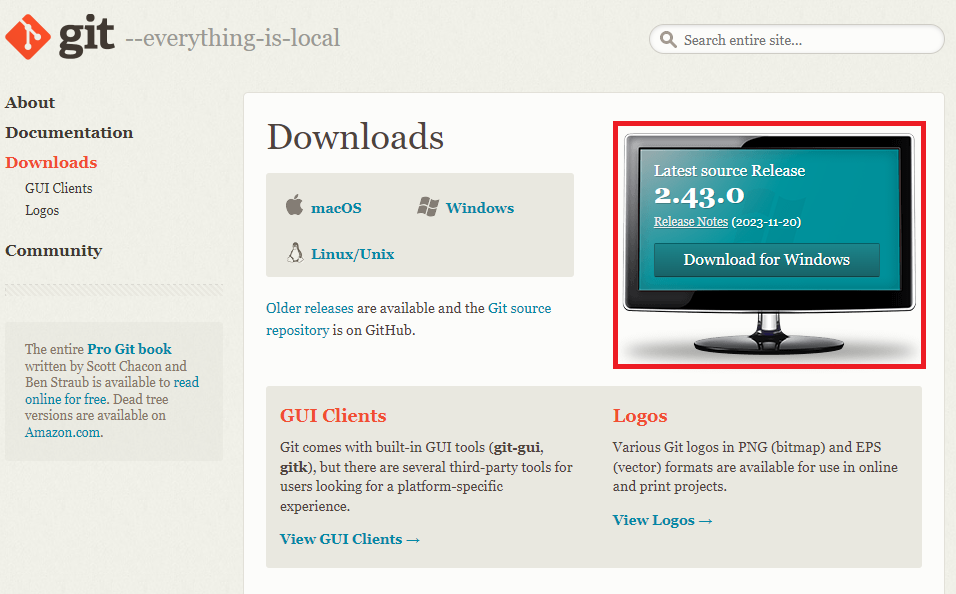 git --everything-is-local
Search entire site...
About
Documentation
Downloads
GUI Clients
Logos
Community
The entire Pro Git book
written by Scott Chacon and
Ben Straub is available to read
online for free. Dead tree
versions are available on
Amazon.com.
Downloads
macOS
Windows
Linux/Unix
Older releases are available and the Git source
repository is on GitHub.
Latest source Release
2.43.0
Release Notes (2023-11-20)
Download for Windows
GUI Clients
Git comes with built-in GUI tools (git-gui,
gitk), but there are several third-party tools for
users looking for a platform-specific
experience.
View GUI Clients →
Logos
Various Git logos in PNG (bitmap) and EPS
(vector) formats are available for use in online
and print projects.
View Logos →